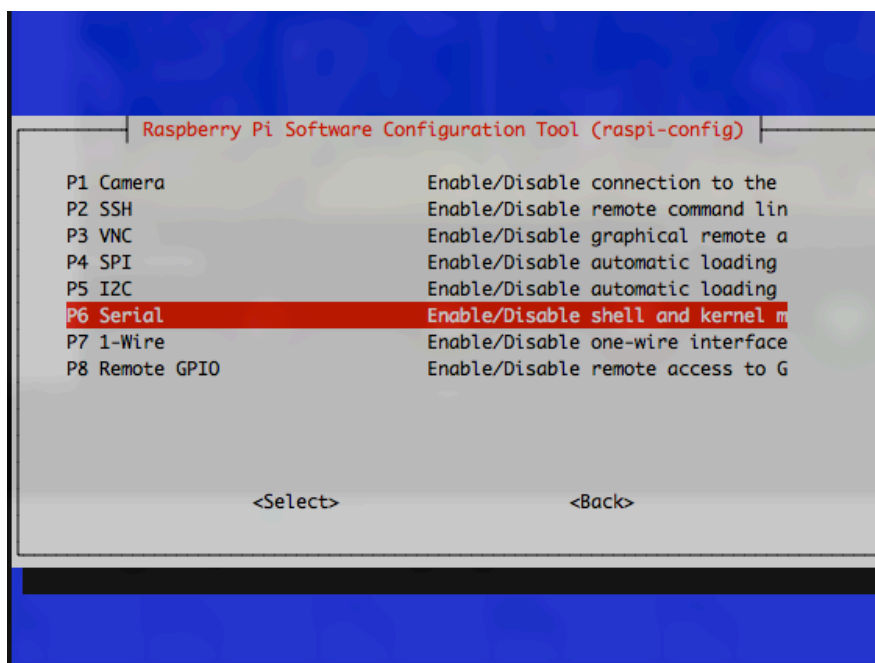 Raspberry Pi Software Configuration Tool (raspi-config)
P1 Camera Enable/Disable connection to the
P2 SSH Enable/Disable remote command lin
P3 VNC Enable/Disable graphical remote a
P4 SPI Enable/Disable automatic loading
P5 I2C Enable/Disable automatic loading
P6 Serial Enable/Disable shell and kernel m
P7 1-Wire Enable/Disable one-wire interface
P8 Remote GPIO Enable/Disable remote access to G
<Select> <Back>